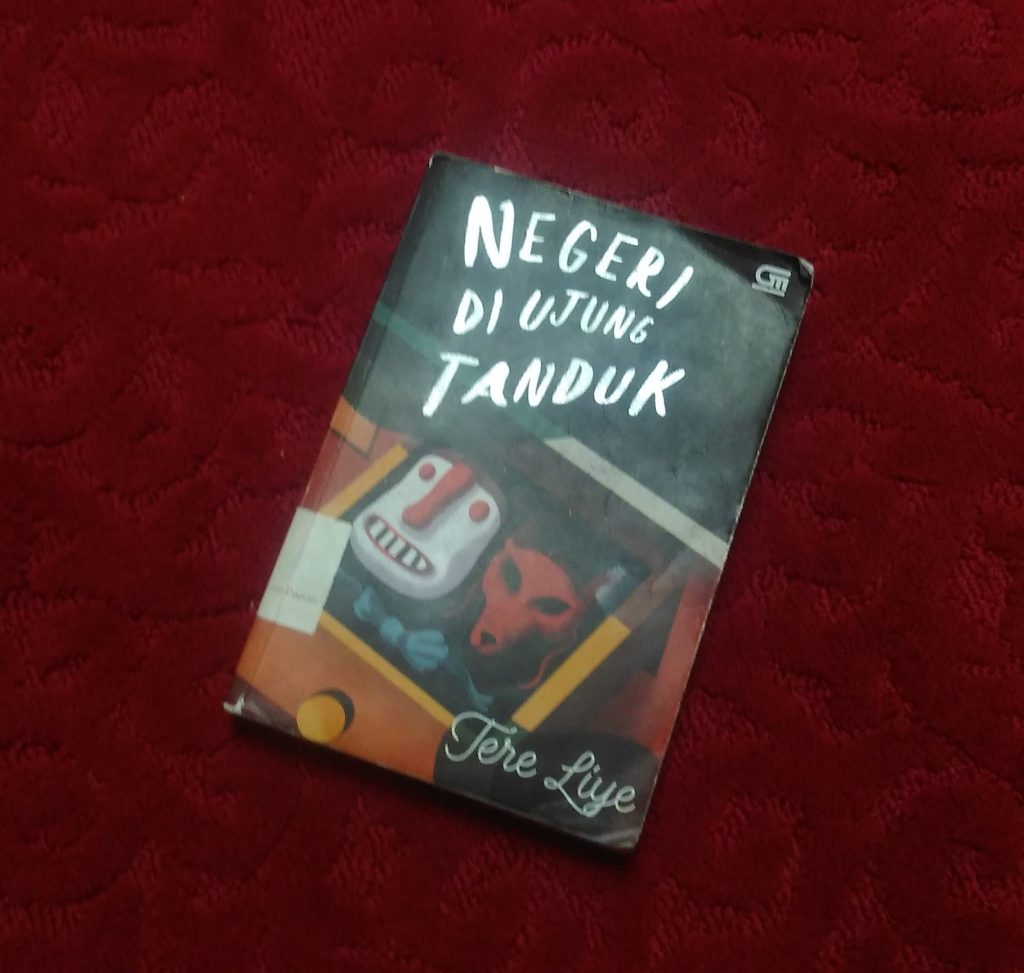 NEGERI
DI UJUNG
TANDUK
Tere Liye